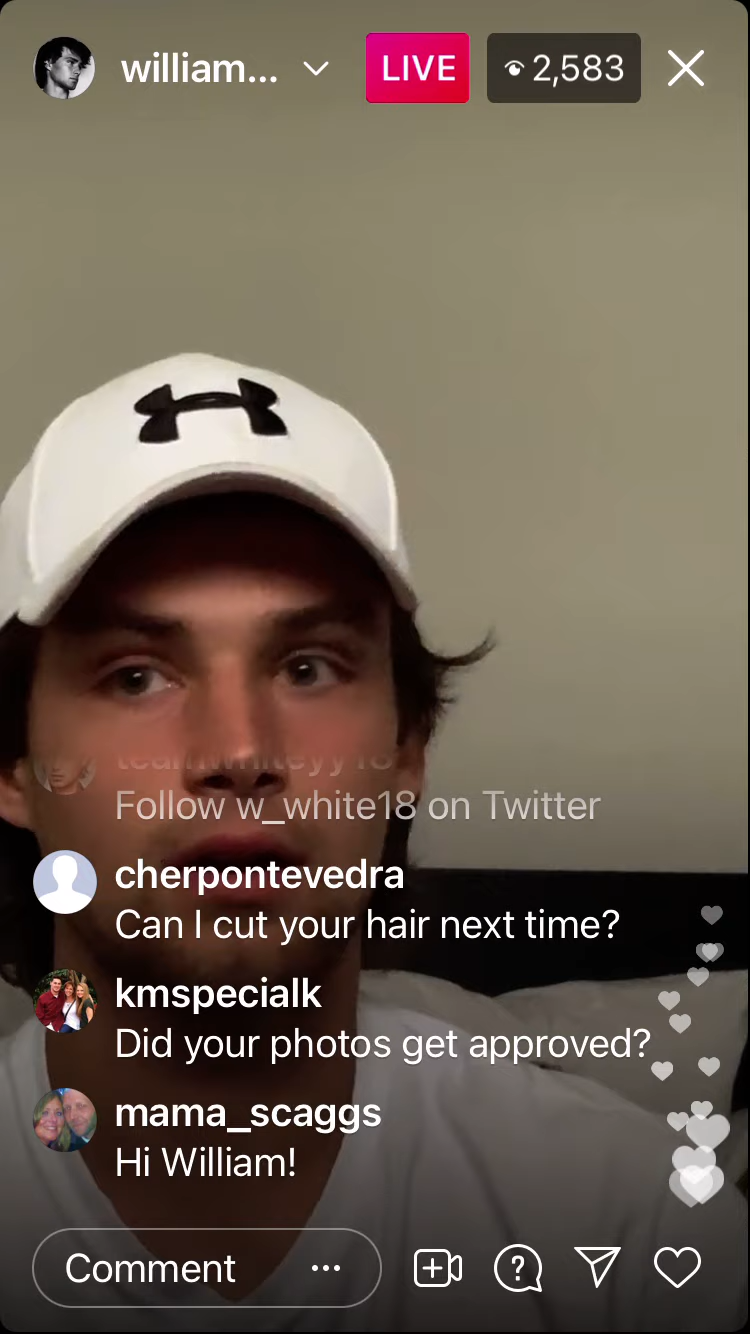 william...
LIVE
2,583
teamwhiteyy18
Follow w_white18 on Twitter
cherpontevedra
Can I cut your hair next time?
kmspecialk
Did your photos get approved?
mama_scaggs
Hi William!
Comment